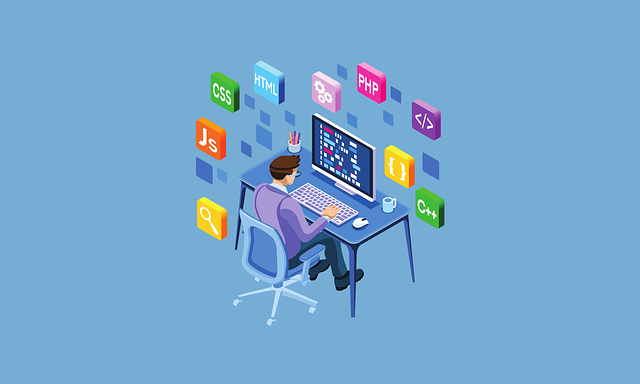 HTML
PHP
CSS
</>
Js
{ }
C++